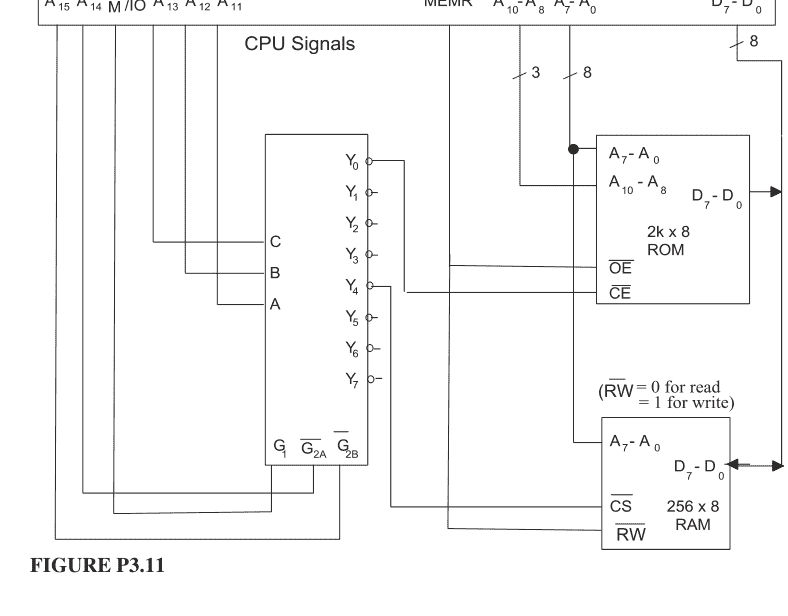 A15 A14 M/IO A13 A12 A11 MEMR A10-A8 A7-A0 D7-D0
CPU Signals
8
3
8
Y0
A7-A0
Y1
A10-A8
D7-D0
Y2
2k x 8
ROM
C
Y3
OE
B
Y4
CE
A
Y5
Y6
Y7
(RW = 0 for read
= 1 for write)
G1 G2A G2B
A7-A0
D7-D0
CS
256 x 8
RAM
RW
FIGURE P3.11